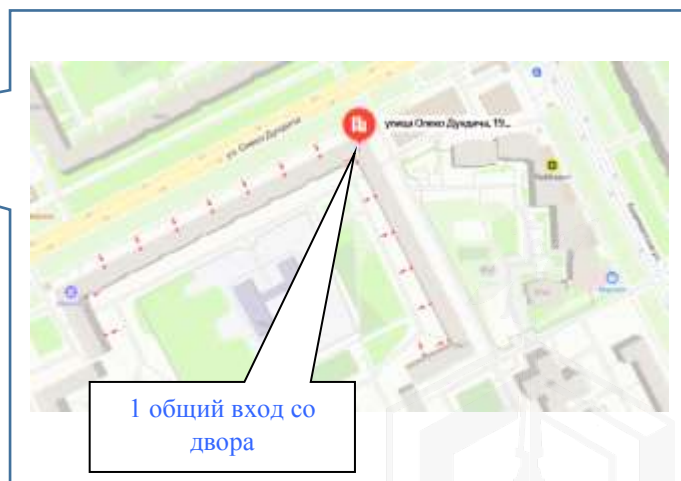 улица Олеко Дундича, 19...
ул. Олеко Дундича
1 общий вход со
двора